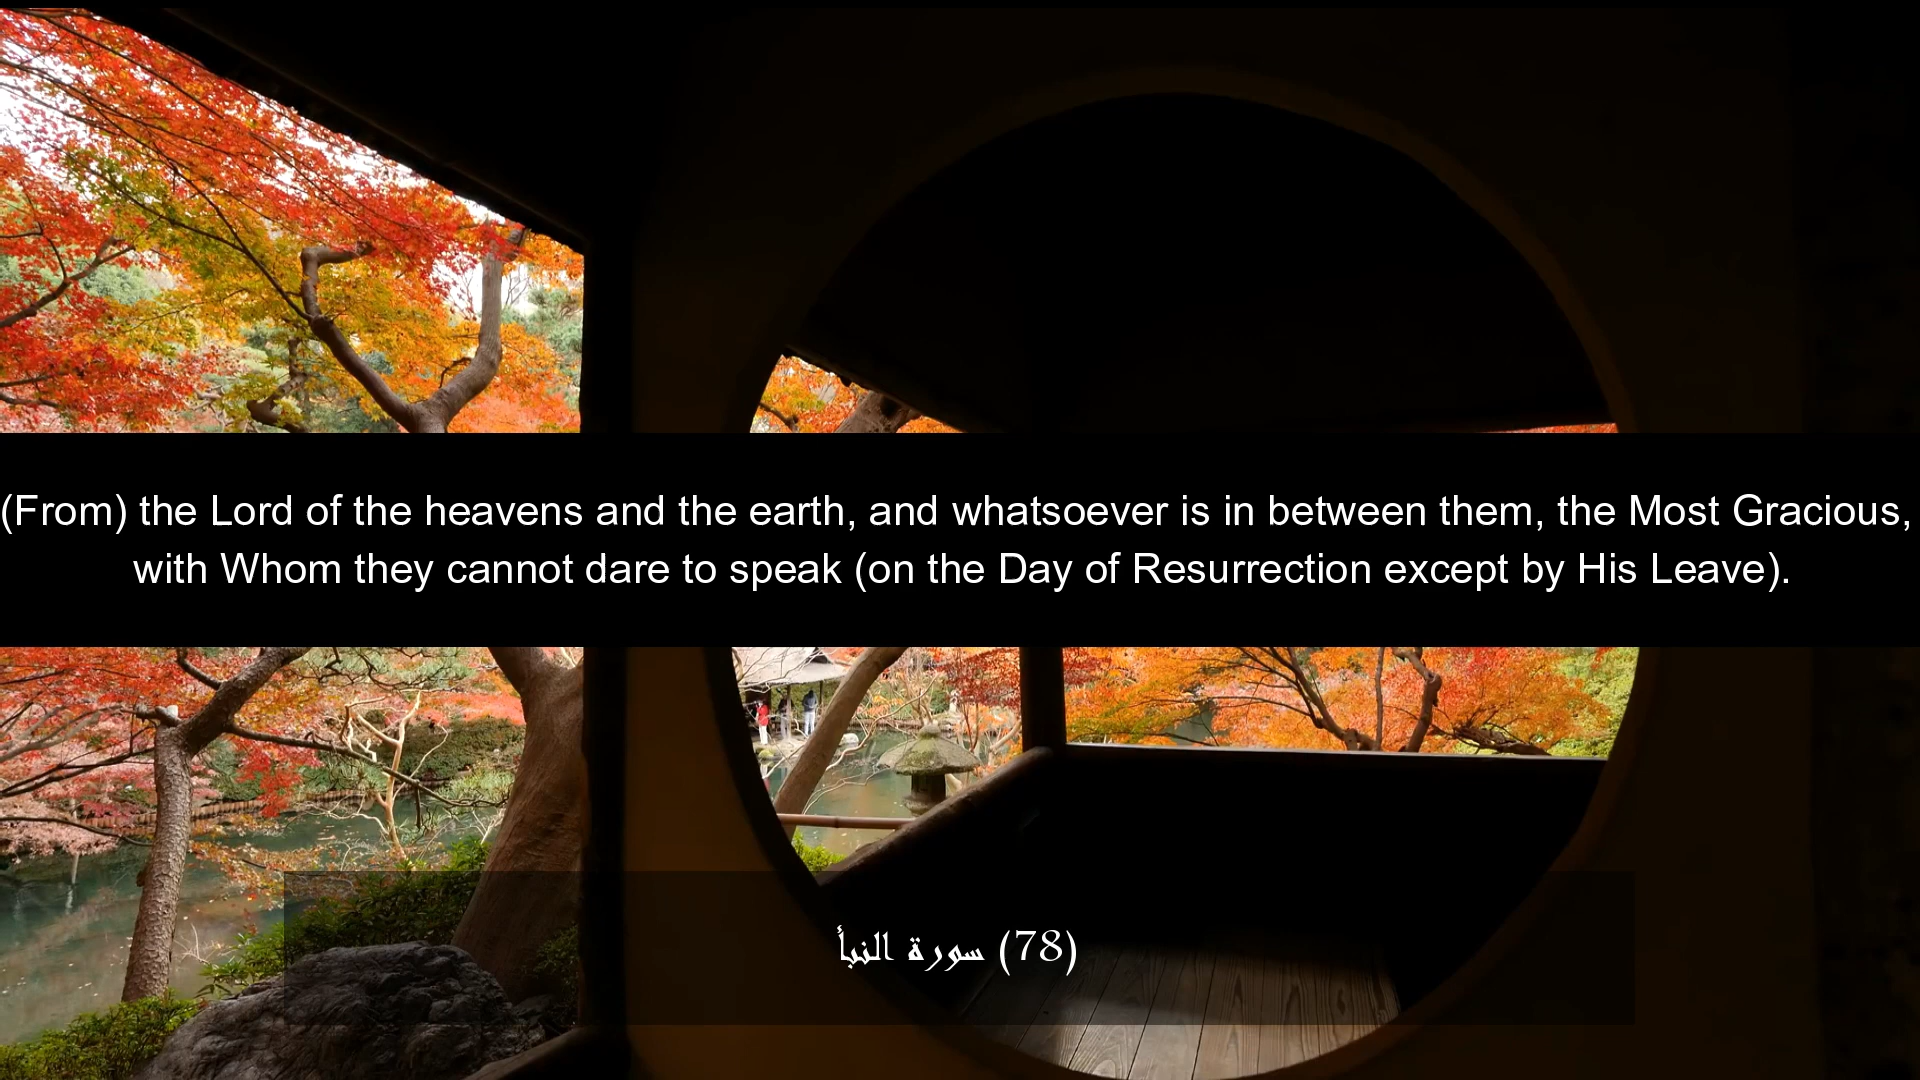 (From) the Lord of the heavens and the earth, and whatsoever is in between them, the Most Gracious,
with Whom they cannot dare to speak (on the Day of Resurrection except by His Leave).
(78) سورة النبأ